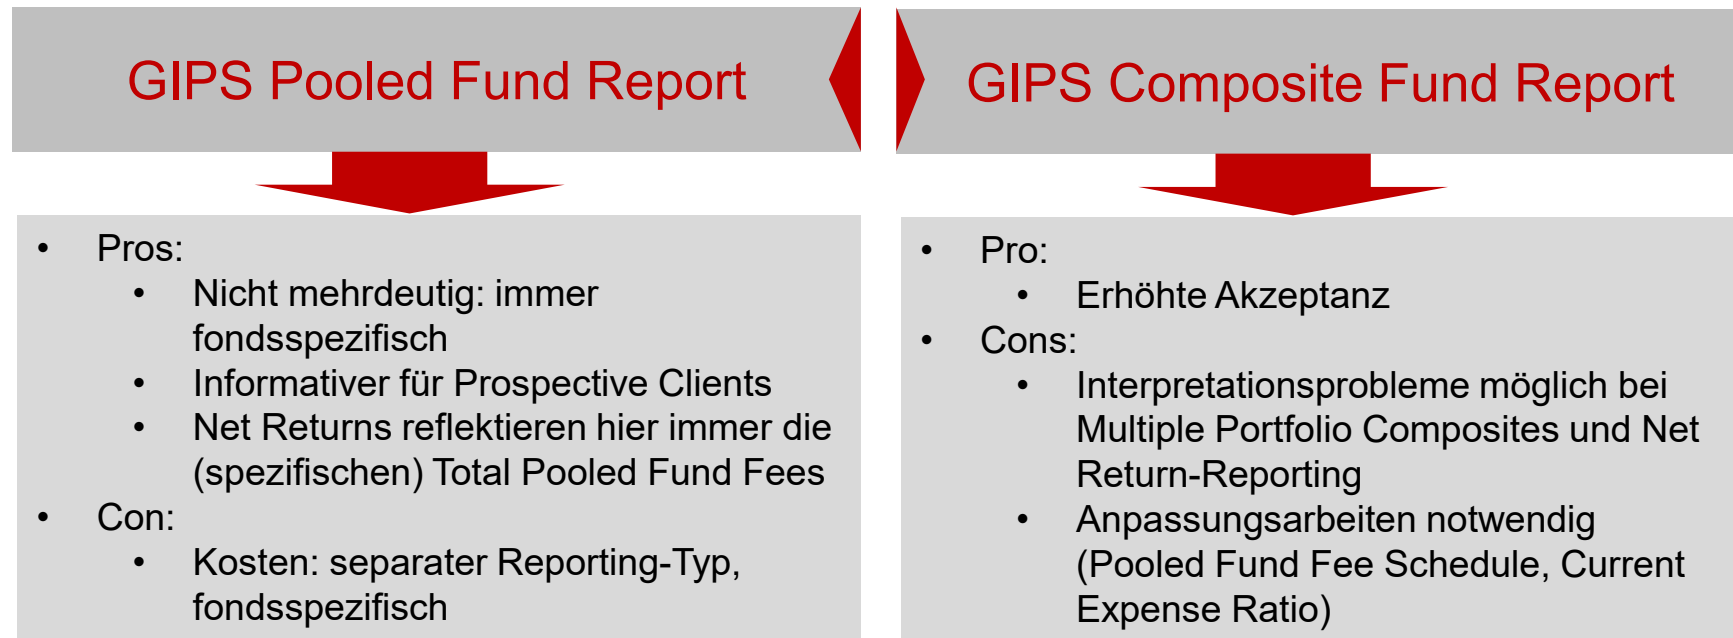 GIPS Pooled Fund Report
• Pros:
• Nicht mehrdeutig: immer
fondsspezifisch
• Informativer für Prospective Clients
• Net Returns reflektieren hier immer die
(spezifischen) Total Pooled Fund Fees
• Con:
• Kosten: separater Reporting-Typ,
fondsspezifisch
GIPS Composite Fund Report
• Pro:
• Erhöhte Akzeptanz
• Cons:
• Interpretationsprobleme möglich bei
Multiple Portfolio Composites und Net
Return-Reporting
• Anpassungsarbeiten notwendig
(Pooled Fund Fee Schedule, Current
Expense Ratio)